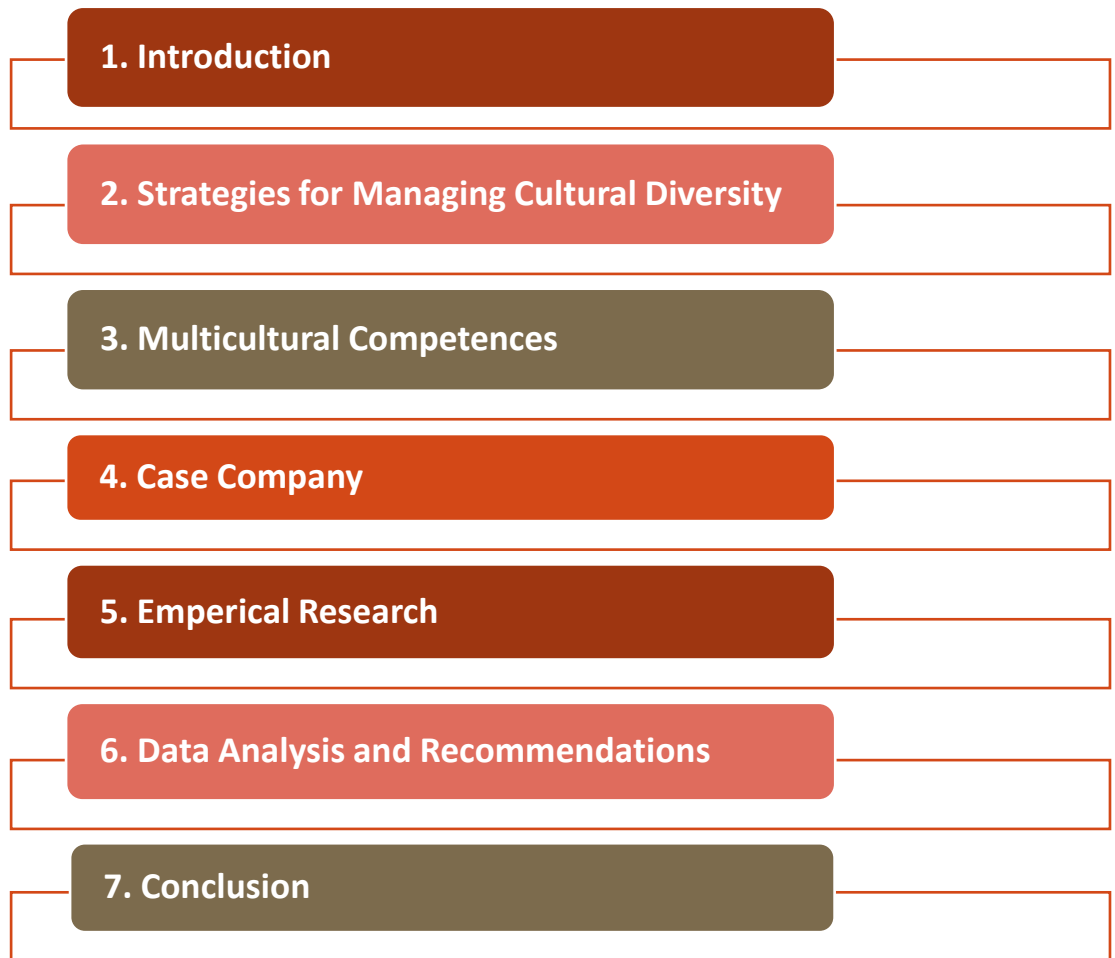 1. Introduction
2. Strategies for Managing Cultural Diversity
3. Multicultural Competences
4. Case Company
5. Emperical Research
6. Data Analysis and Recommendations
7. Conclusion